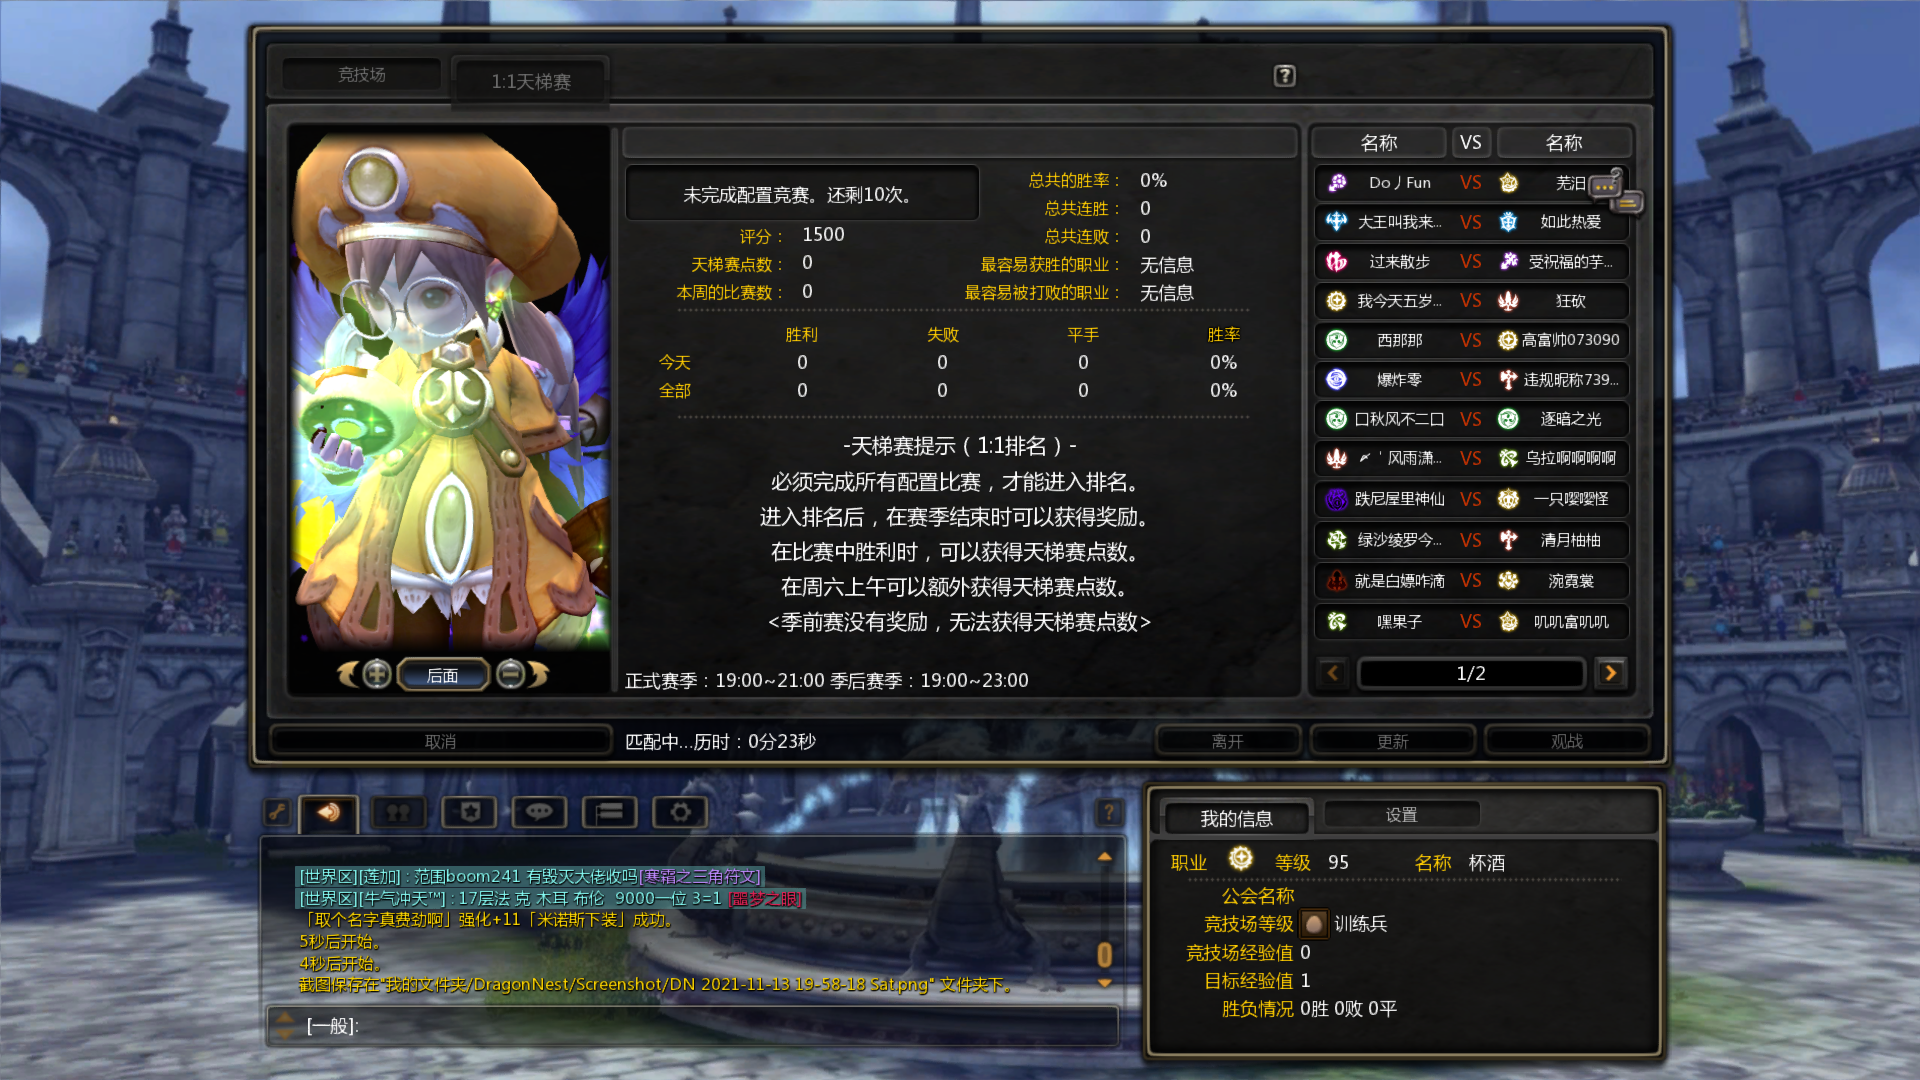 竞技场
1:1天梯赛
?
未完成配置竞赛。还剩10次。
评分： 1500
天梯赛点数： 0
本周的比赛数： 0
总共的胜率： 0%
总共连胜： 0
总共连败： 0
最容易获胜的职业： 无信息
最容易被打败的职业： 无信息
胜利 失败 平手 胜率
今天 0 0 0 0%
全部 0 0 0 0%
-天梯赛提示（1:1排名）-
必须完成所有配置比赛，才能进入排名。
进入排名后，在赛季结束时可以获得奖励。
在比赛中胜利时，可以获得天梯赛点数。
在周六上午可以额外获得天梯赛点数。
<季前赛没有奖励，无法获得天梯赛点数>
正式赛季：19:00~21:00 季后赛季：19:00~23:00
后面
名称 VS 名称
Do丿Fun VS 芜汨
大王叫我来... VS 如此热爱
过来散步 VS 受祝福的芋...
我今天五岁... VS 狂砍
西那那 VS 高富帅073090
爆炸零 VS 违规昵称739...
口秋风不二口 VS 逐暗之光
风雨潇... VS 乌拉啊啊啊啊
跌尼屋里神仙 VS 一只嘤嘤怪
绿沙绫罗今... VS 清月柚柚
就是白嫖咋滴 VS 涴霓裳
嘿果子 VS 叽叽富叽叽
1/2
取消
匹配中...历时：0分23秒
离开
更新
观战
?
[世界区][莲加] : 范围boom241 有毁灭大佬收吗[寒霜之三角符文]
[世界区][牛气冲天™] : 17层法 克 木耳 布伦 9000一位 3=1 [噩梦之眼]
「取个名字真费劲啊」强化+11「米诺斯下装」成功。
5秒后开始。
4秒后开始。
截图保存在"我的文件夹/DragonNest/Screenshot/DN 2021-11-13 19-58-18 Sat.png" 文件夹下。
[一般]:
我的信息
设置
职业 等级 95 名称 杯酒
公会名称
竞技场等级 训练兵
竞技场经验值 0
目标经验值 1
胜负情况 0胜 0败 0平